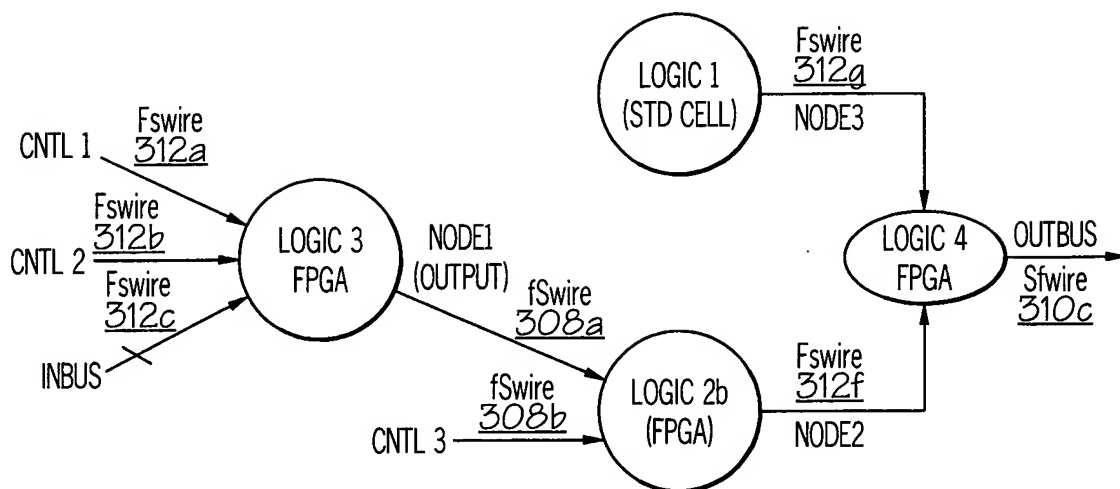 CNTL 1
Fswire
312a
CNTL 2
Fswire
312b
Fswire
312c
INBUS
LOGIC 3
FPGA
NODE1
(OUTPUT)
fSwire
308a
CNTL 3
fSwire
308b
LOGIC 2b
(FPGA)
Fswire
312f
NODE2
LOGIC 1
(STD CELL)
Fswire
312g
NODE3
LOGIC 4
FPGA
OUTBUS
Sfwire
310c